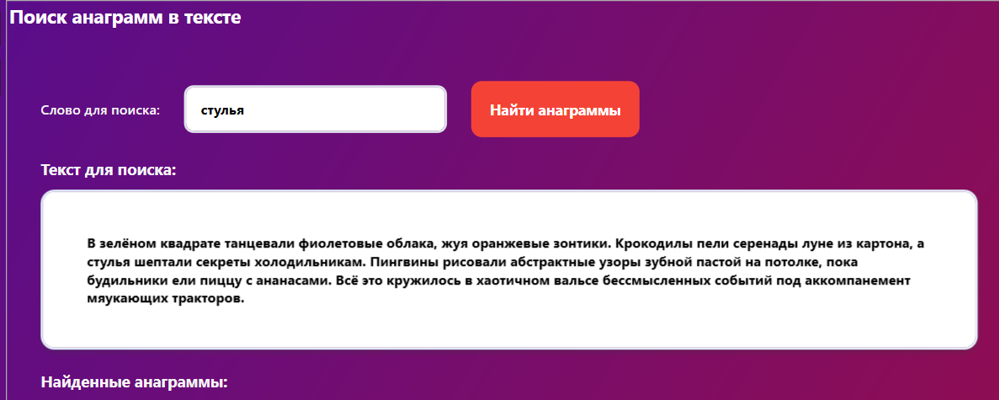 Поиск анаграмм в тексте
Слово для поиска: стулья Найти анаграммы
Текст для поиска:
В зелёном квадрате танцевали фиолетовые облака, жуя оранжевые зонтики. Крокодилы пели серенады луне из картона, а
стулья шептали секреты холодильникам. Пингвины рисовали абстрактные узоры зубной пастой на потолке, пока
будильники ели пиццу с ананасами. Всё это кружилось в хаотичном вальсе бессмысленных событий под аккомпанемент
мяукающих тракторов.
Найденные анаграммы: